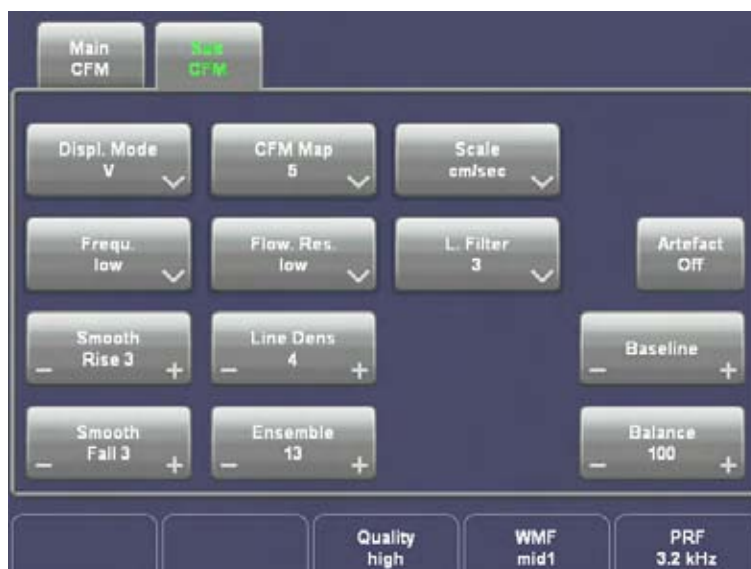 Main
CFM
Sub
CFM
Displ. Mode
V
CFM Map
5
Scale
cm/sec
Frequ.
low
Flow. Res.
low
L. Filter
3
Artefact
Off
Smooth
Rise 3
- +
Line Dens
4
- +
Baseline
- +
Smooth
Fall 3
- +
Ensemble
13
- +
Balance
100
- +
Quality
high
WMF
mid1
PRF
3.2 kHz